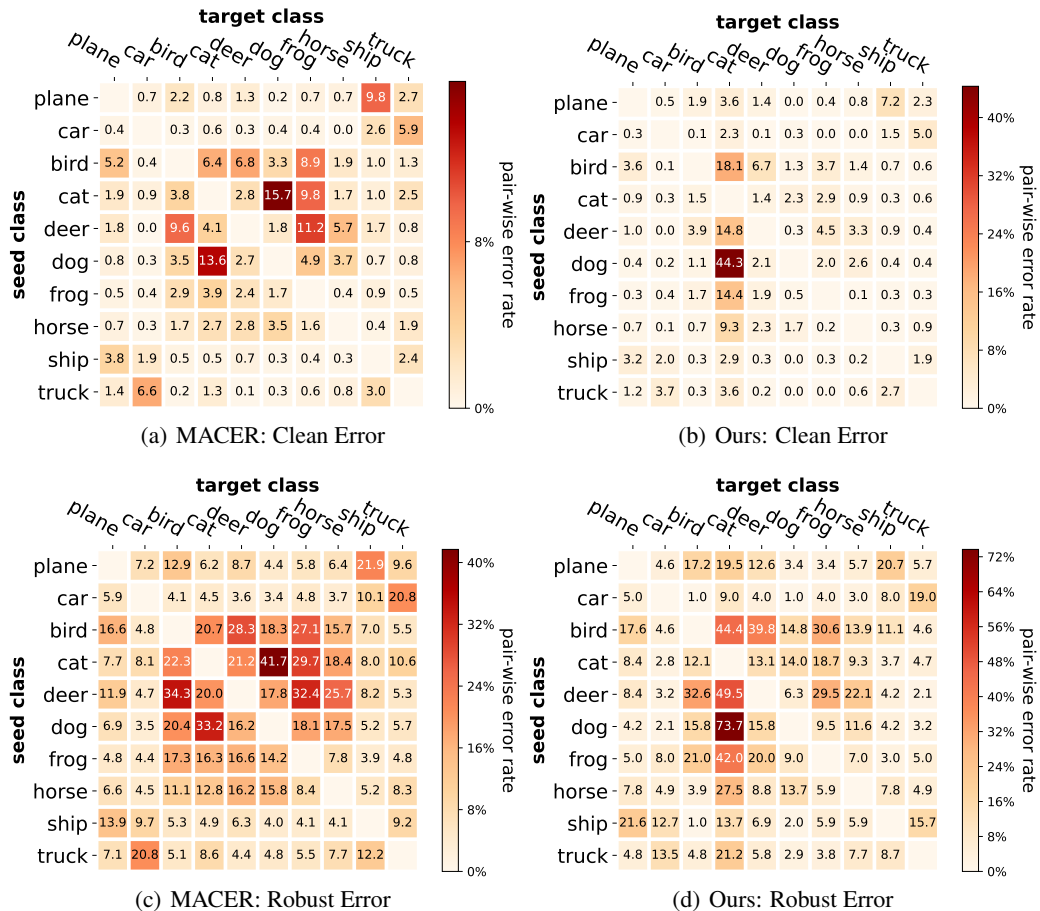 target class
plane car bird cat deer dog frog horse ship truck
seed class
plane 0.7 2.2 0.8 1.3 0.2 0.7 0.7 9.8 2.7
car 0.4 0.3 0.6 0.3 0.4 0.4 0.0 2.6 5.9
bird 5.2 0.4 6.4 6.8 3.3 8.9 1.9 1.0 1.3
cat 1.9 0.9 3.8 2.8 15.7 9.8 1.7 1.0 2.5
deer 1.8 0.0 9.6 4.1 1.8 11.2 5.7 1.7 0.8
dog 0.8 0.3 3.5 13.6 2.7 4.9 3.7 0.7 0.8
frog 0.5 0.4 2.9 3.9 2.4 1.7 0.4 0.9 0.5
horse 0.7 0.3 1.7 2.7 2.8 3.5 1.6 0.4 1.9
ship 3.8 1.9 0.5 0.5 0.7 0.3 0.4 0.3 2.4
truck 1.4 6.6 0.2 1.3 0.1 0.3 0.6 0.8 3.0
8%
0%
pair-wise error rate
(a) MACER: Clean Error
target class
plane car bird cat deer dog frog horse ship truck
seed class
plane 0.5 1.9 3.6 1.4 0.0 0.4 0.8 7.2 2.3
car 0.3 0.1 2.3 0.1 0.3 0.0 0.0 1.5 5.0
bird 3.6 0.1 18.1 6.7 1.3 3.7 1.4 0.7 0.6
cat 0.9 0.3 1.5 1.4 2.3 2.9 0.9 0.3 0.6
deer 1.0 0.0 3.9 14.8 0.3 4.5 3.3 0.9 0.4
dog 0.4 0.2 1.1 44.3 2.1 2.0 2.6 0.4 0.4
frog 0.3 0.4 1.7 14.4 1.9 0.5 0.1 0.3 0.3
horse 0.7 0.1 0.7 9.3 2.3 1.7 0.2 0.3 0.9
ship 3.2 2.0 0.3 2.9 0.3 0.0 0.3 0.2 1.9
truck 1.2 3.7 0.3 3.6 0.2 0.0 0.0 0.6 2.7
40%
32%
24%
16%
8%
0%
pair-wise error rate
(b) Ours: Clean Error
target class
plane car bird cat deer dog frog horse ship truck
seed class
plane 7.2 12.9 6.2 8.7 4.4 5.8 6.4 21.9 9.6
car 5.9 4.1 4.5 3.6 3.4 4.8 3.7 10.1 20.8
bird 16.6 4.8 20.7 28.3 18.3 27.1 15.7 7.0 5.5
cat 7.7 8.1 22.3 21.2 41.7 29.7 18.4 8.0 10.6
deer 11.9 4.7 34.3 20.0 17.8 32.4 25.7 8.2 5.3
dog 6.9 3.5 20.4 33.2 16.2 18.1 17.5 5.2 5.7
frog 4.8 4.4 17.3 16.3 16.6 14.2 7.8 3.9 4.8
horse 6.6 4.5 11.1 12.8 16.2 15.8 8.4 5.2 8.3
ship 13.9 9.7 5.3 4.9 6.3 4.0 4.1 4.1 9.2
truck 7.1 20.8 5.1 8.6 4.4 4.8 5.5 7.7 12.2
40%
32%
24%
16%
8%
0%
pair-wise error rate
(c) MACER: Robust Error
target class
plane car bird cat deer dog frog horse ship truck
seed class
plane 4.6 17.2 19.5 12.6 3.4 3.4 5.7 20.7 5.7
car 5.0 1.0 9.0 4.0 1.0 4.0 3.0 8.0 19.0
bird 17.6 4.6 44.4 39.8 14.8 30.6 13.9 11.1 4.6
cat 8.4 2.8 12.1 13.1 14.0 18.7 9.3 3.7 4.7
deer 8.4 3.2 32.6 49.5 6.3 29.5 22.1 4.2 2.1
dog 4.2 2.1 15.8 73.7 15.8 9.5 11.6 4.2 3.2
frog 5.0 8.0 21.0 42.0 20.0 9.0 7.0 3.0 5.0
horse 7.8 4.9 3.9 27.5 8.8 13.7 5.9 7.8 4.9
ship 21.6 12.7 1.0 13.7 6.9 2.0 5.9 5.9 15.7
truck 4.8 13.5 4.8 21.2 5.8 2.9 3.8 7.7 8.7
72%
64%
56%
48%
40%
32%
24%
16%
8%
0%
pair-wise error rate
(d) Ours: Robust Error